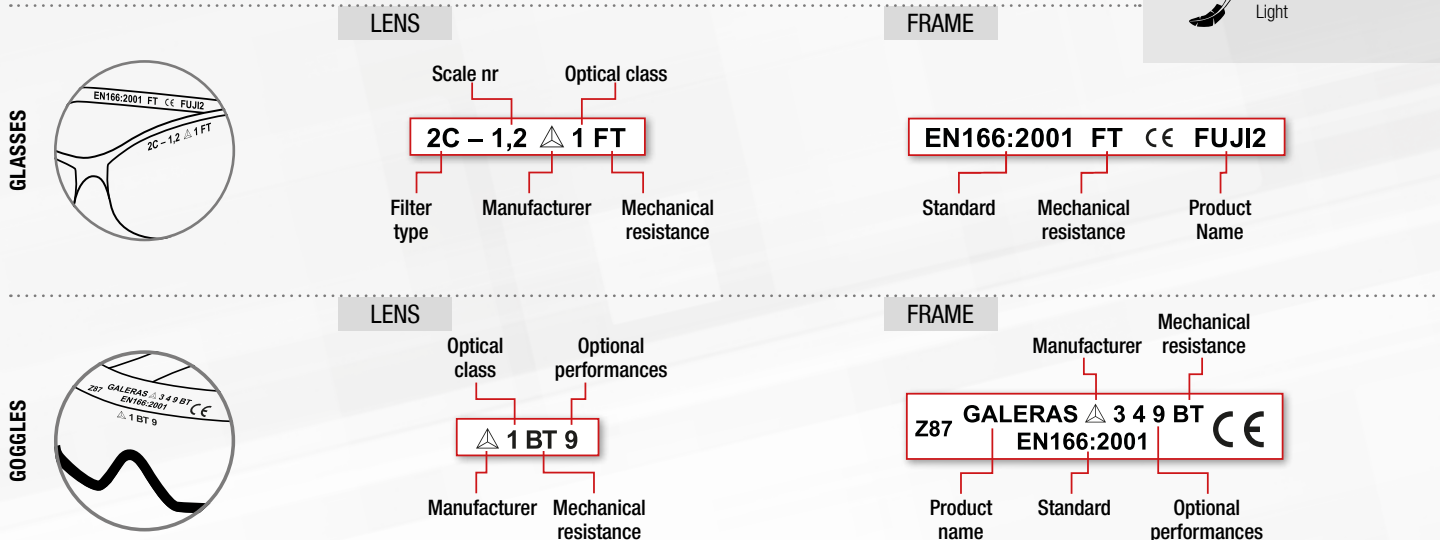 Light
LENS
FRAME
GLASSES
EN166:2001 FT CE FUJI2
2C – 1,2 1 FT
Scale nr
Optical class
2C – 1,2 1 FT
Filter
type
Manufacturer
Mechanical
resistance
EN166:2001 FT CE FUJI2
Standard
Mechanical
resistance
Product
Name
LENS
FRAME
GOGGLES
Z87 GALERAS 3 4 9 BT CE
EN166:2001
1 BT 9
Optical
class
Optional
performances
1 BT 9
Manufacturer
Mechanical
resistance
Manufacturer
Mechanical
resistance
Z87 GALERAS 3 4 9 BT CE
EN166:2001
Product
name
Standard
Optional
performances